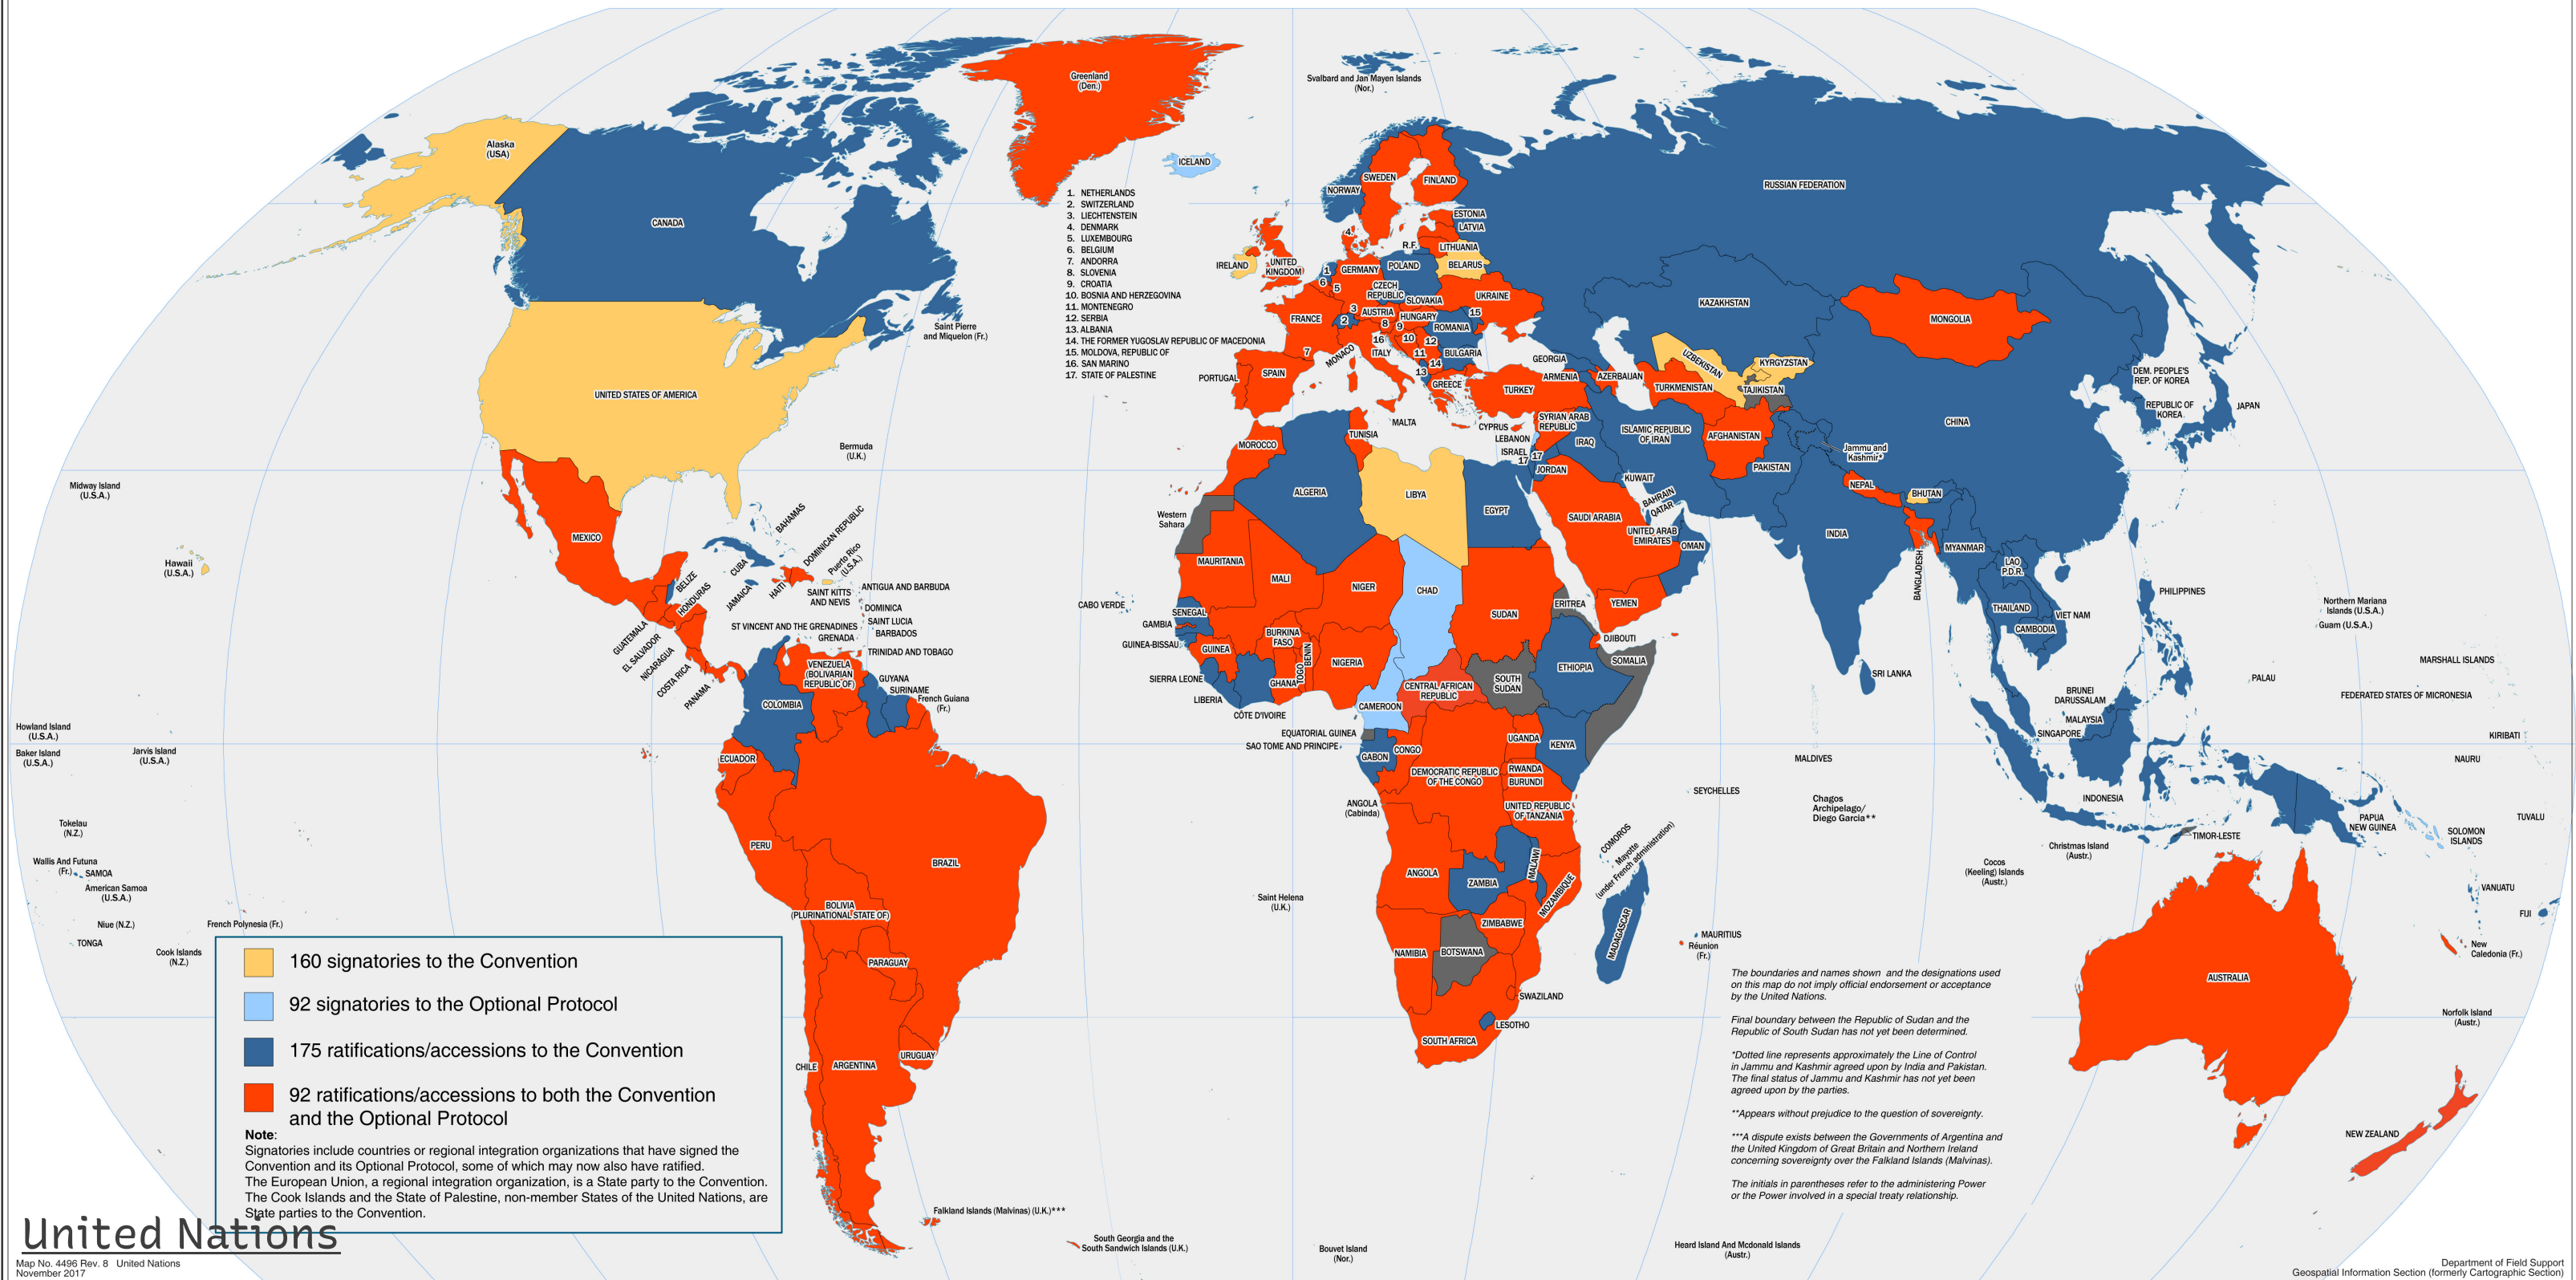 Greenland
(Den.)
Svalbard and Jan Mayen Islands
(Nor.)
Alaska
(USA)
ICELAND
CANADA
RUSSIAN FEDERATION
1. NETHERLANDS
2. SWITZERLAND
3. LIECHTENSTEIN
4. DENMARK
5. LUXEMBOURG
6. BELGIUM
7. ANDORRA
8. SLOVENIA
9. CROATIA
10. BOSNIA AND HERZEGOVINA
11. MONTENEGRO
12. SERBIA
13. ALBANIA
14. THE FORMER YUGOSLAV REPUBLIC OF MACEDONIA
15. MOLDOVA, REPUBLIC OF
16. SAN MARINO
17. STATE OF PALESTINE
NORWAY
SWEDEN
FINLAND
ESTONIA
LATVIA
4.
R.F.
LITHUANIA
IRELAND
UNITED
KINGDOM
1
6
5
GERMANY
POLAND
BELARUS
CZECH
REPUBLIC
SLOVAKIA
UKRAINE
FRANCE
3
2
AUSTRIA
HUNGARY
15
8
9
ROMANIA
10
12
16
ITALY
11
14
13
BULGARIA
7
MONACO
PORTUGAL
SPAIN
GREECE
TURKEY
GEORGIA
ARMENIA
AZERBAIJAN
KAZAKHSTAN
UZBEKISTAN
KYRGYZSTAN
TURKMENISTAN
TAJIKISTAN
MONGOLIA
DEM. PEOPLE'S
REP. OF KOREA
REPUBLIC OF
KOREA
JAPAN
CHINA
Saint Pierre
and Miquelon (Fr.)
UNITED STATES OF AMERICA
Bermuda
(U.K.)
Midway Island
(U.S.A.)
Hawaii
(U.S.A.)
MEXICO
BAHAMAS
CUBA
DOMINICAN REPUBLIC
Puerto Rico
(U.S.A.)
BELIZE
HONDURAS
JAMAICA
HAITI
SAINT KITTS
AND NEVIS
ANTIGUA AND BARBUDA
DOMINICA
SAINT LUCIA
ST VINCENT AND THE GRENADINES
BARBADOS
GRENADA
TRINIDAD AND TOBAGO
GUATEMALA
EL SALVADOR
NICARAGUA
COSTA RICA
PANAMA
VENEZUELA
(BOLIVARIAN
REPUBLIC OF)
GUYANA
SURINAME
French Guiana
(Fr.)
COLOMBIA
ECUADOR
PERU
BRAZIL
BOLIVIA
(PLURINATIONAL STATE OF)
PARAGUAY
CHILE
ARGENTINA
URUGUAY
Falkland Islands (Malvinas) (U.K.)***
South Georgia and the
South Sandwich Islands (U.K.)
Bouvet Island
(Nor.)
Heard Island And Mcdonald Islands
(Austr.)
MALTA
CYPRUS
LEBANON
ISRAEL
17
17
SYRIAN ARAB
REPUBLIC
IRAQ
JORDAN
ISLAMIC REPUBLIC
OF IRAN
AFGHANISTAN
PAKISTAN
Jammu and
Kashmir*
KUWAIT
BAHRAIN
QATAR
SAUDI ARABIA
UNITED ARAB
EMIRATES
OMAN
YEMEN
NEPAL
BHUTAN
INDIA
BANGLADESH
MYANMAR
LAO
P.D.R.
THAILAND
VIET NAM
CAMBODIA
PHILIPPINES
SRI LANKA
MALDIVES
BRUNEI
DARUSSALAM
MALAYSIA
SINGAPORE
INDONESIA
TIMOR-LESTE
PAPUA
NEW GUINEA
Northern Mariana
Islands (U.S.A.)
Guam (U.S.A.)
MARSHALL ISLANDS
PALAU
FEDERATED STATES OF MICRONESIA
KIRIBATI
NAURU
TUVALU
SOLOMON
ISLANDS
VANUATU
FIJI
New
Caledonia (Fr.)
Norfolk Island
(Austr.)
Christmas Island
(Austr.)
Cocos
(Keeling) Islands
(Austr.)
AUSTRALIA
NEW ZEALAND
MOROCCO
TUNISIA
ALGERIA
LIBYA
EGYPT
Western
Sahara
MAURITANIA
MALI
NIGER
CHAD
SUDAN
ERITREA
DJIBOUTI
SOMALIA
ETHIOPIA
CABO VERDE
SENEGAL
GAMBIA
GUINEA-BISSAU
GUINEA
SIERRA LEONE
LIBERIA
CÔTE D'IVOIRE
BURKINA
FASO
GHANA
TOGO
BENIN
NIGERIA
CAMEROON
CENTRAL AFRICAN
REPUBLIC
SOUTH
SUDAN
EQUATORIAL GUINEA
SAO TOME AND PRINCIPE
GABON
CONGO
DEMOCRATIC REPUBLIC
OF THE CONGO
UGANDA
KENYA
RWANDA
BURUNDI
UNITED REPUBLIC
OF TANZANIA
ANGOLA
(Cabinda)
ANGOLA
ZAMBIA
MALAWI
MOZAMBIQUE
ZIMBABWE
NAMIBIA
BOTSWANA
SWAZILAND
LESOTHO
SOUTH AFRICA
MADAGASCAR
COMOROS
Mayotte
(under French administration)
SEYCHELLES
Chagos
Archipelago/
Diego Garcia**
MAURITIUS
Réunion
(Fr.)
Saint Helena
(U.K.)
Howland Island
(U.S.A.)
Baker Island
(U.S.A.)
Jarvis Island
(U.S.A.)
Tokelau
(N.Z.)
Wallis And Futuna
(Fr.)
SAMOA
American Samoa
(U.S.A.)
Niue (N.Z.)
French Polynesia (Fr.)
TONGA
Cook Islands
(N.Z.)
160 signatories to the Convention
92 signatories to the Optional Protocol
175 ratifications/accessions to the Convention
92 ratifications/accessions to both the Convention
and the Optional Protocol
Note:
Signatories include countries or regional integration organizations that have signed the
Convention and its Optional Protocol, some of which may now also have ratified.
The European Union, a regional integration organization, is a State party to the Convention.
The Cook Islands and the State of Palestine, non-member States of the United Nations, are
State parties to the Convention.
The boundaries and names shown and the designations used
on this map do not imply official endorsement or acceptance
by the United Nations.
Final boundary between the Republic of Sudan and the
Republic of South Sudan has not yet been determined.
*Dotted line represents approximately the Line of Control
in Jammu and Kashmir agreed upon by India and Pakistan.
The final status of Jammu and Kashmir has not yet been
agreed upon by the parties.
**Appears without prejudice to the question of sovereignty.
***A dispute exists between the Governments of Argentina and
the United Kingdom of Great Britain and Northern Ireland
concerning sovereignty over the Falkland Islands (Malvinas).
The initials in parentheses refer to the administering Power
or the Power involved in a special treaty relationship.
United Nations
Map No. 4496 Rev. 8 United Nations
November 2017
Department of Field Support
Geospatial Information Section (formerly Cartographic Section)